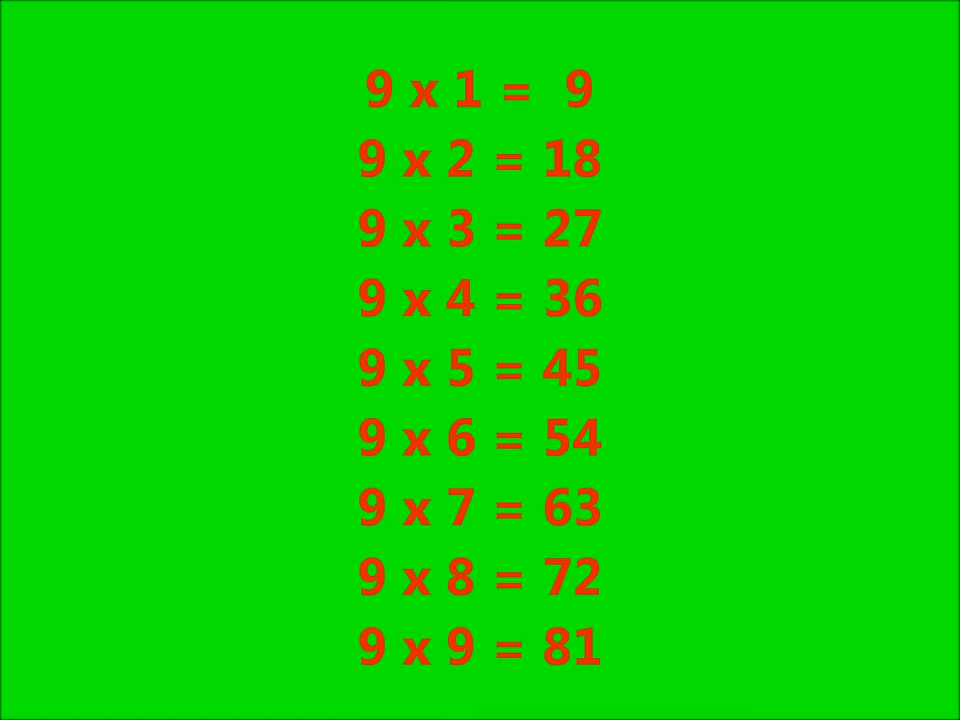 9 x 1 =  9
9 x 2 = 18
9 x 3 = 27
9 x 4 = 36
9 x 5 = 45
9 x 6 = 54
9 x 7 = 63
9 x 8 = 72
9 x 9 = 81